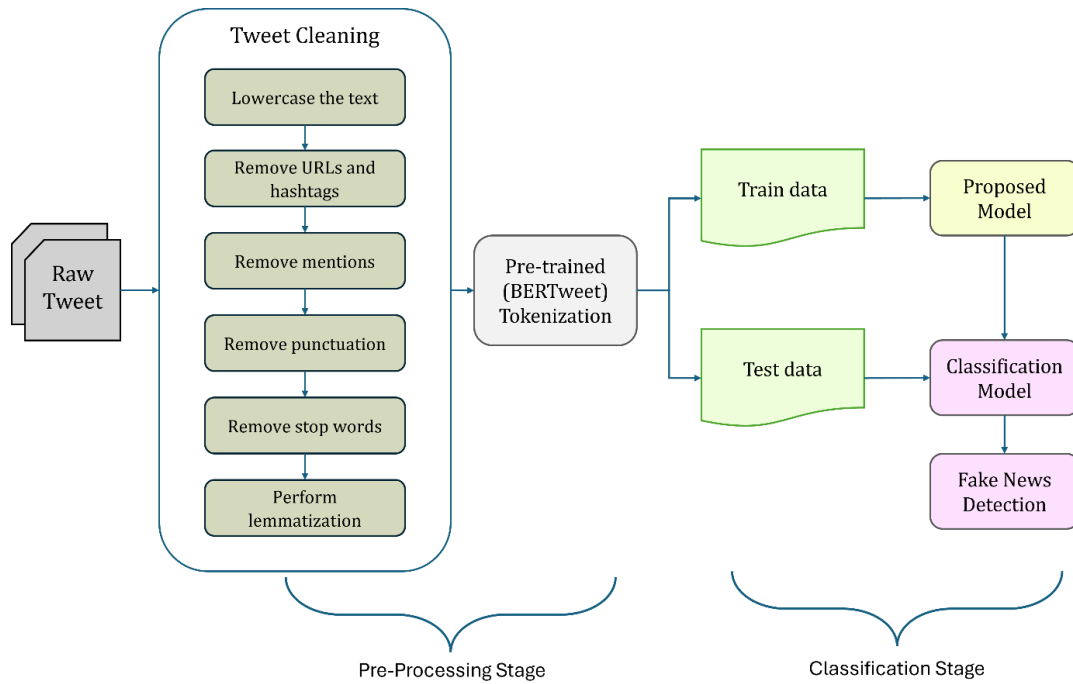 Raw
Tweet
Tweet Cleaning
Lowercase the text
Remove URLs and
hashtags
Remove mentions
Remove punctuation
Remove stop words
Perform
lemmatization
Pre-trained
(BERTweet)
Tokenization
Train data
Test data
Proposed
Model
Classification
Model
Fake News
Detection
Pre-Processing Stage
Classification Stage